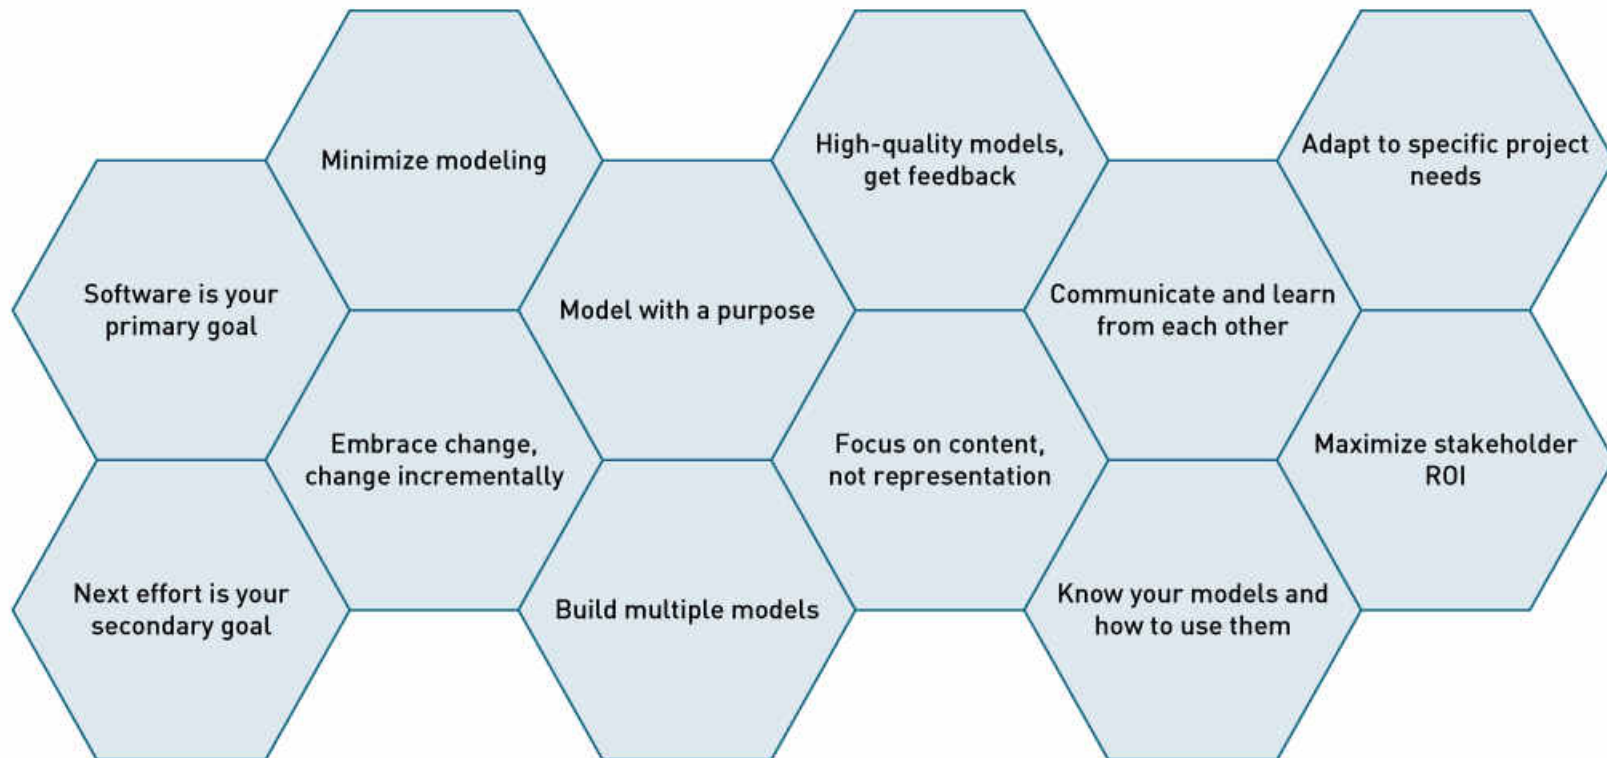 Minimize modeling
High-quality models,
get feedback
Adapt to specific project
needs
Software is your
primary goal
Model with a purpose
Communicate and learn
from each other
Embrace change,
change incrementally
Focus on content,
not representation
Maximize stakeholder
ROI
Next effort is your
secondary goal
Build multiple models
Know your models and
how to use them